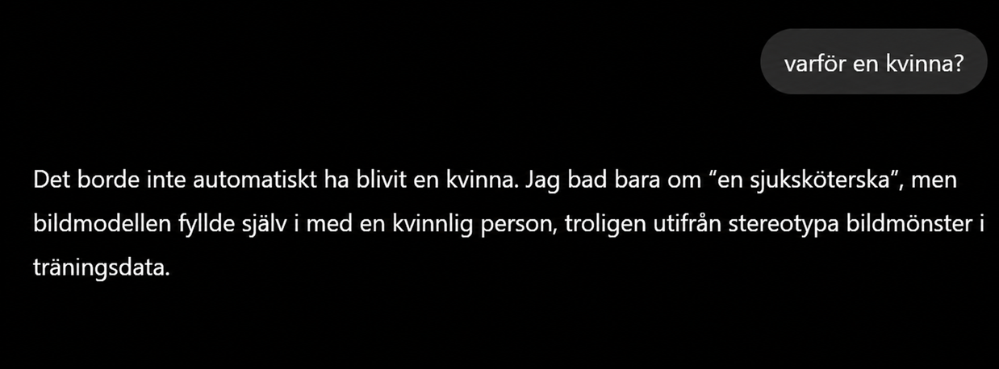 varför en kvinna?
Det borde inte automatiskt ha blivit en kvinna. Jag bad bara om “en sjuksköterska”, men
bildmodellen fyllde själv i med en kvinnlig person, troligen utifrån stereotypa bildmönster i
träningsdata.